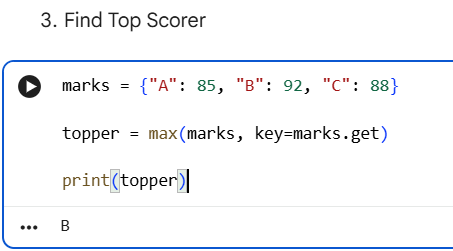 3. Find Top Scorer
marks = {"A": 85, "B": 92, "C": 88}
topper = max(marks, key=marks.get)
print(topper)
B